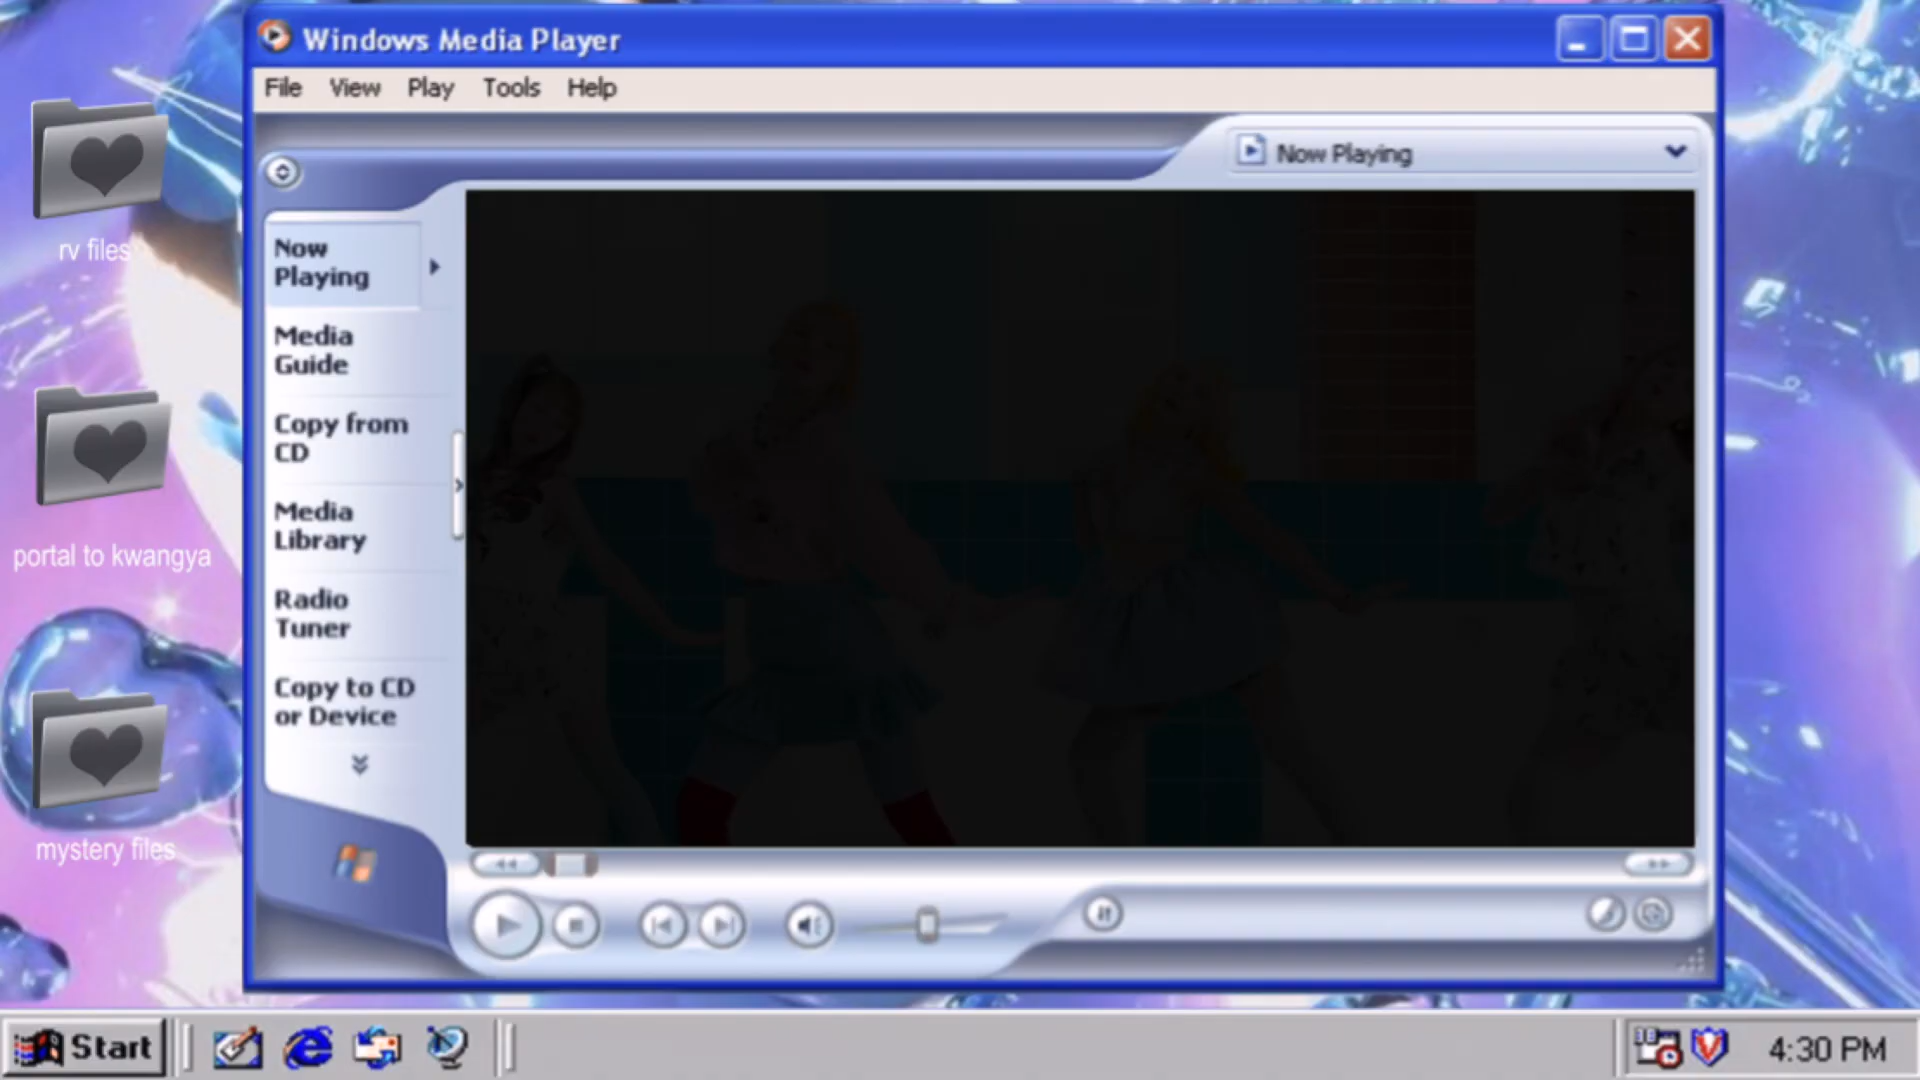 Windows Media Player
File View Play Tools Help
Now Playing
Now
Playing
Media
Guide
Copy from
CD
Media
Library
Radio
Tuner
Copy to CD
or Device
rv files
portal to kwangya
mystery files
Start
4:30 PM